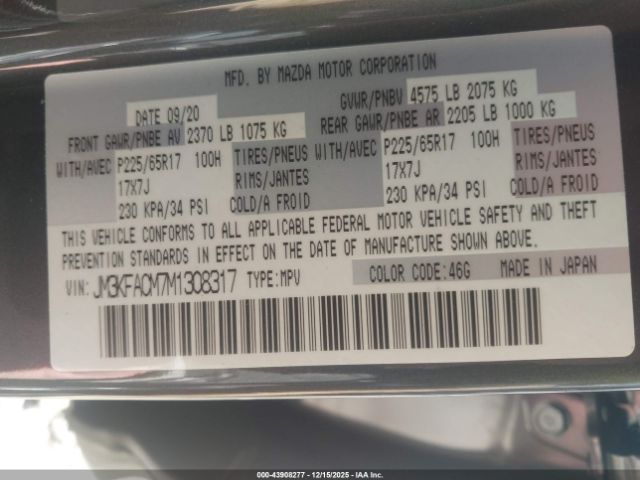 MFD. BY MAZDA MOTOR CORPORATION
DATE 09/20 GVWR/PNBV 4575 LB 2075 KG
FRONT GAWR/PNBE AV 2370 LB 1075 KG REAR GAWR/PNBE AR 2205 LB 1000 KG
WITH/AVEC P225/65R17 100H TIRES/PNEUS WITH/AVEC P225/65R17 100H TIRES/PNEUS
17X7J RIMS/JANTES 17X7J RIMS/JANTES
230 KPA/34 PSI COLD/A FROID 230 KPA/34 PSI COLD/A FROID
THIS VEHICLE CONFORMS TO ALL APPLICABLE FEDERAL MOTOR VEHICLE SAFETY AND THEFT
PREVENTION STANDARDS IN EFFECT ON THE DATE OF MANUFACTURE SHOWN ABOVE.
VIN: JM3KFACM7M1308317 TYPE:MPV COLOR CODE:46G MADE IN JAPAN
000-43908277 - 12/15/2025 - IAA, Inc.